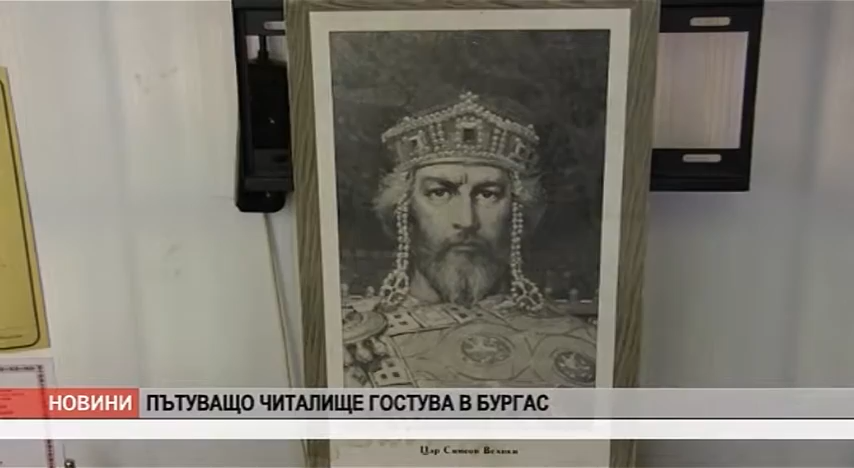 НОВИНИ ПЪТУВАЩО ЧИТАЛИЩЕ ГОСТУВА В БУРГАС
Цар Симеон Велики